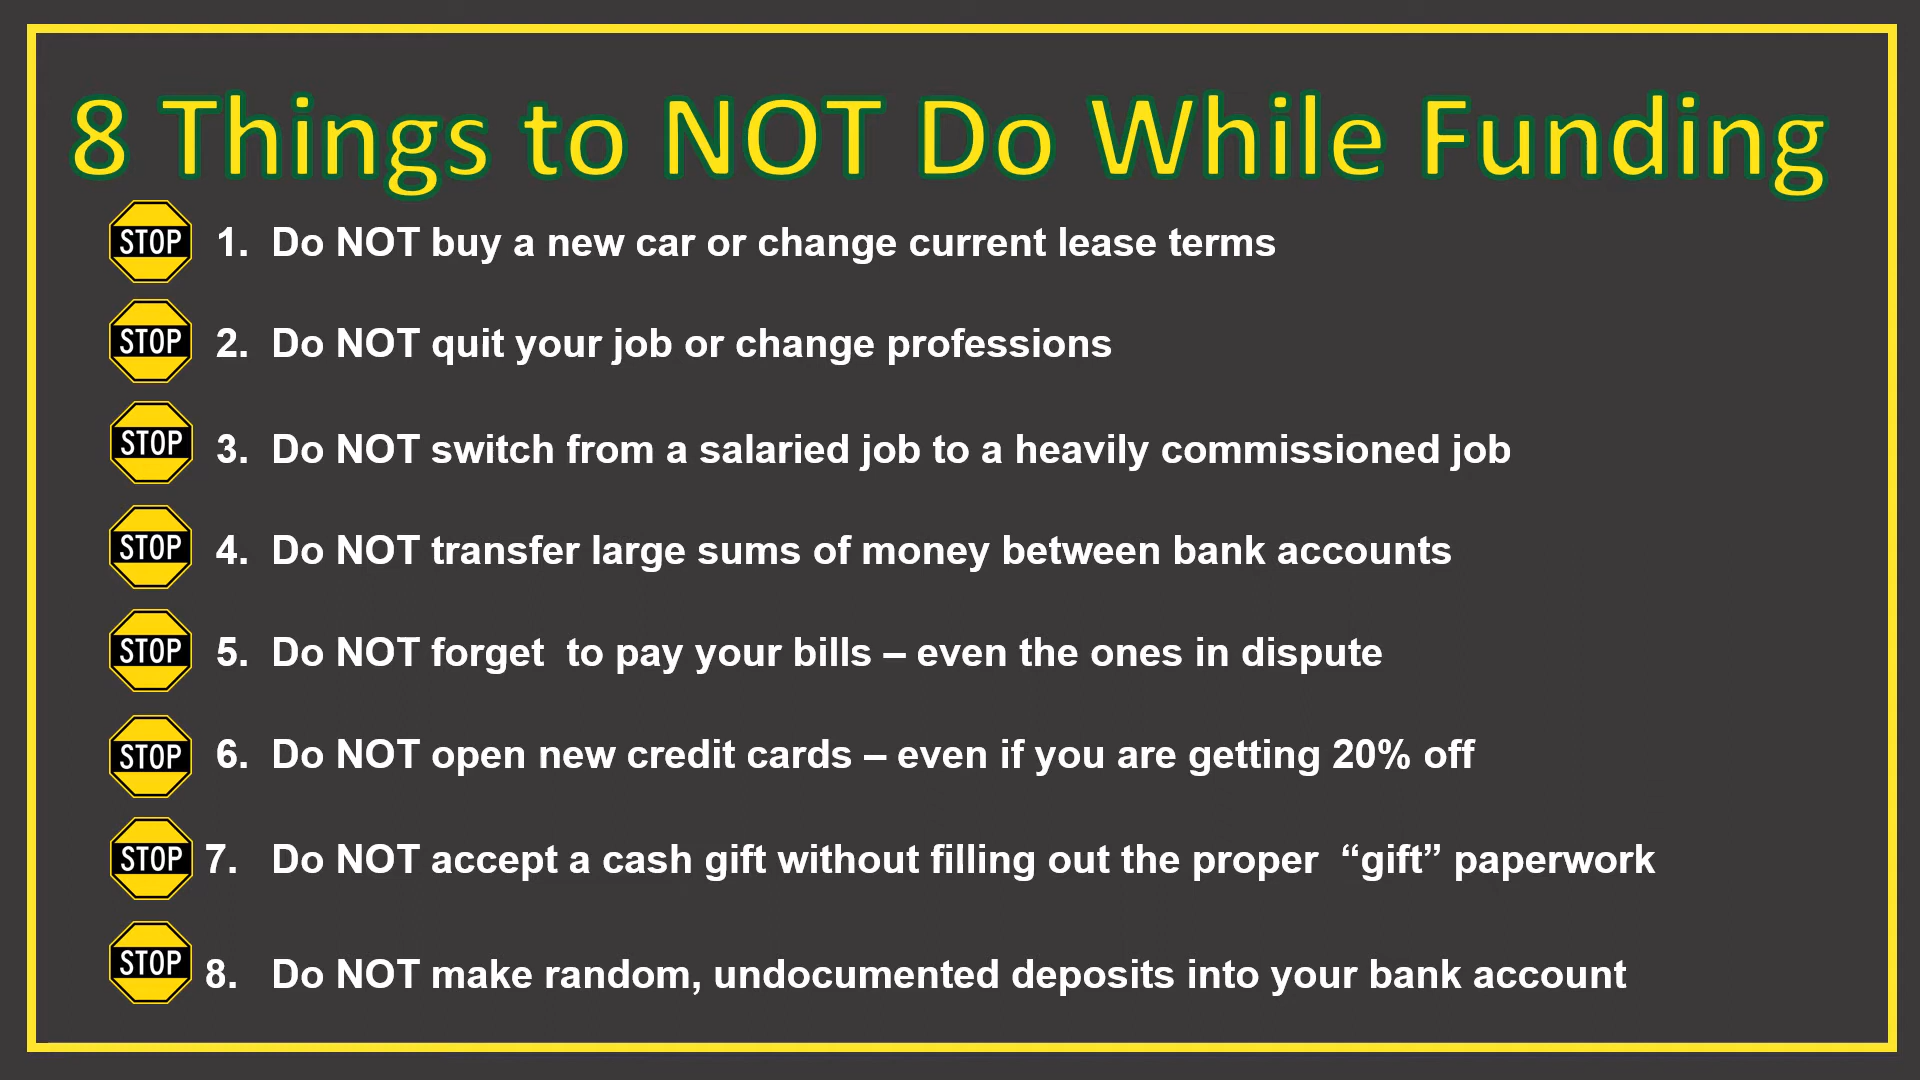 8 Things to NOT Do While Funding
STOP 1. Do NOT buy a new car or change current lease terms
STOP 2. Do NOT quit your job or change professions
STOP 3. Do NOT switch from a salaried job to a heavily commissioned job
STOP 4. Do NOT transfer large sums of money between bank accounts
STOP 5. Do NOT forget  to pay your bills – even the ones in dispute
STOP 6. Do NOT open new credit cards – even if you are getting 20% off
STOP 7. Do NOT accept a cash gift without filling out the proper  “gift” paperwork
STOP 8. Do NOT make random, undocumented deposits into your bank account